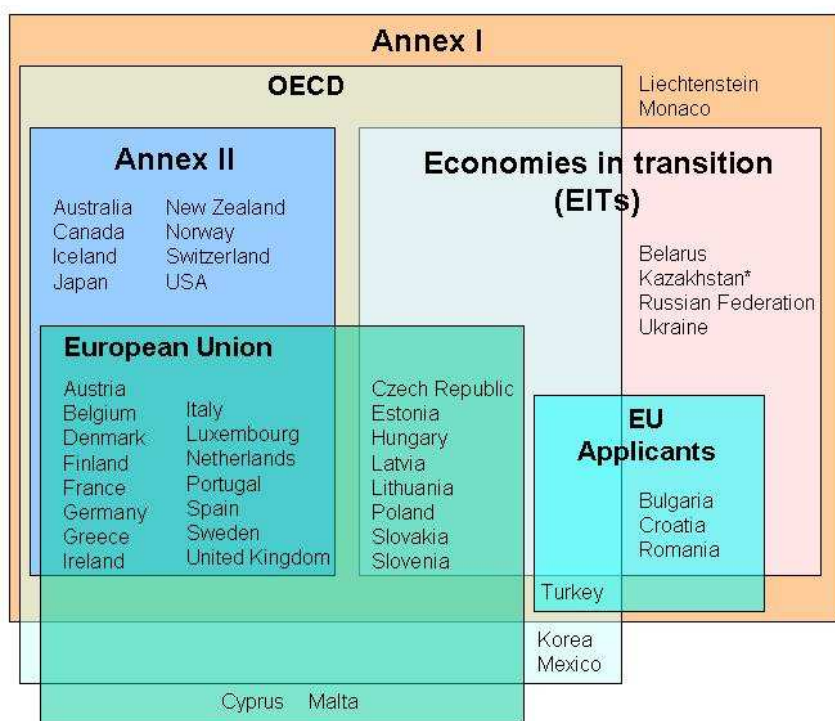 Annex I
OECD
Liechtenstein
Monaco
Annex II
Economies in transition
(EITs)
Australia New Zealand
Canada Norway
Iceland Switzerland
Japan USA
Belarus
Kazakhstan*
Russian Federation
Ukraine
European Union
Austria
Belgium
Denmark
Finland
France
Germany
Greece
Ireland
Italy
Luxembourg
Netherlands
Portugal
Spain
Sweden
United Kingdom
Czech Republic
Estonia
Hungary
Latvia
Lithuania
Poland
Slovakia
Slovenia
EU
Applicants
Bulgaria
Croatia
Romania
Turkey
Korea
Mexico
Cyprus Malta